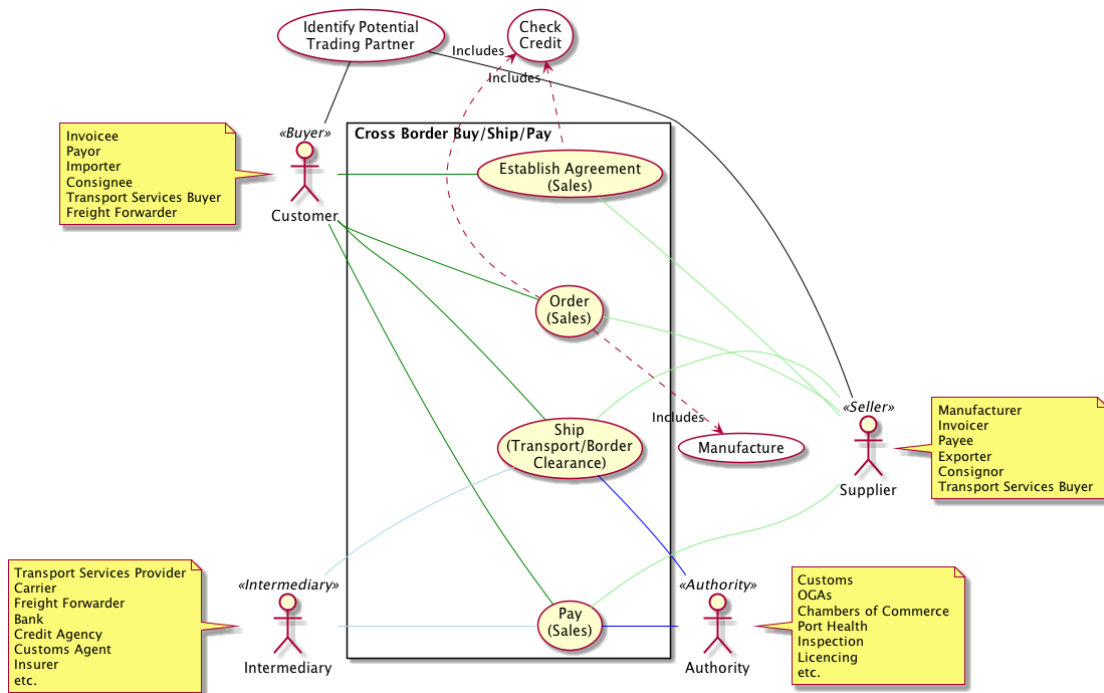 Identify Potential
Trading Partner
Check
Credit
Includes
Includes
«Buyer»
Customer
Invoicee
Payor
Importer
Consignee
Transport Services Buyer
Freight Forwarder
Cross Border Buy/Ship/Pay
Establish Agreement
(Sales)
Order
(Sales)
Includes
Ship
(Transport/Border
Clearance)
Manufacture
«Seller»
Supplier
Manufacturer
Invoicer
Payee
Exporter
Consignor
Transport Services Buyer
Transport Services Provider
Carrier
Freight Forwarder
Bank
Credit Agency
Customs Agent
Insurer
etc.
«Intermediary»
Intermediary
Pay
(Sales)
«Authority»
Authority
Customs
OGAs
Chambers of Commerce
Port Health
Inspection
Licencing
etc.